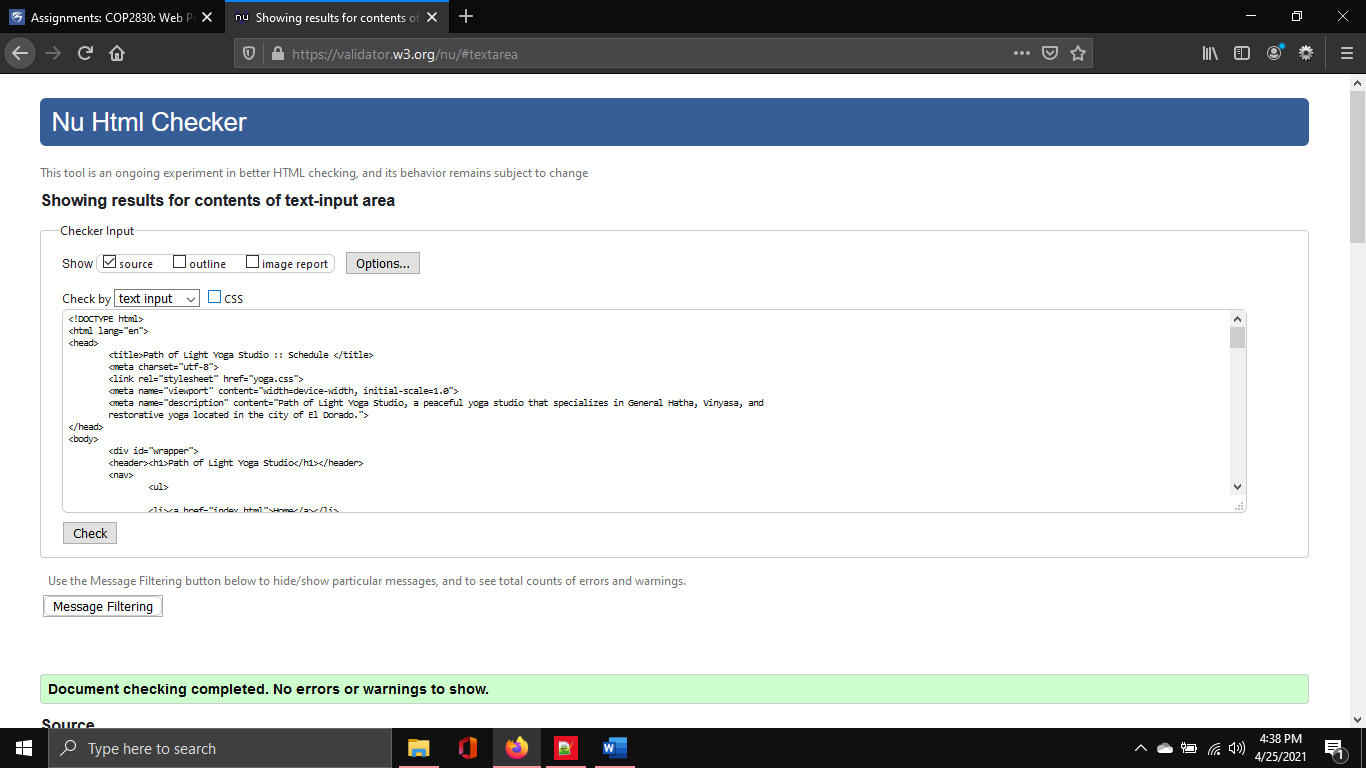 Assignments: COP2830: Web P
nu Showing results for contents of
https://validator.w3.org/nu/#textarea
Nu Html Checker
This tool is an ongoing experiment in better HTML checking, and its behavior remains subject to change
Showing results for contents of text-input area
Checker Input
Show source outline image report Options...
Check by text input CSS
<!DOCTYPE html>
<html lang="en">
<head>
<title>Path of Light Yoga Studio :: Schedule </title>
<meta charset="utf-8">
<link rel="stylesheet" href="yoga.css">
<meta name="viewport" content="width=device-width, initial-scale=1.0">
<meta name="description" content="Path of Light Yoga Studio, a peaceful yoga studio that specializes in General Hatha, Vinyasa, and
restorative yoga located in the city of El Dorado.">
</head>
<body>
<div id="wrapper">
<header><h1>Path of Light Yoga Studio</h1></header>
<nav>
<ul>
<li><a href="index.html">Home</a></li>
Check
Use the Message Filtering button below to hide/show particular messages, and to see total counts of errors and warnings.
Message Filtering
Document checking completed. No errors or warnings to show.
Source
Type here to search
4:38 PM
4/25/2021
1